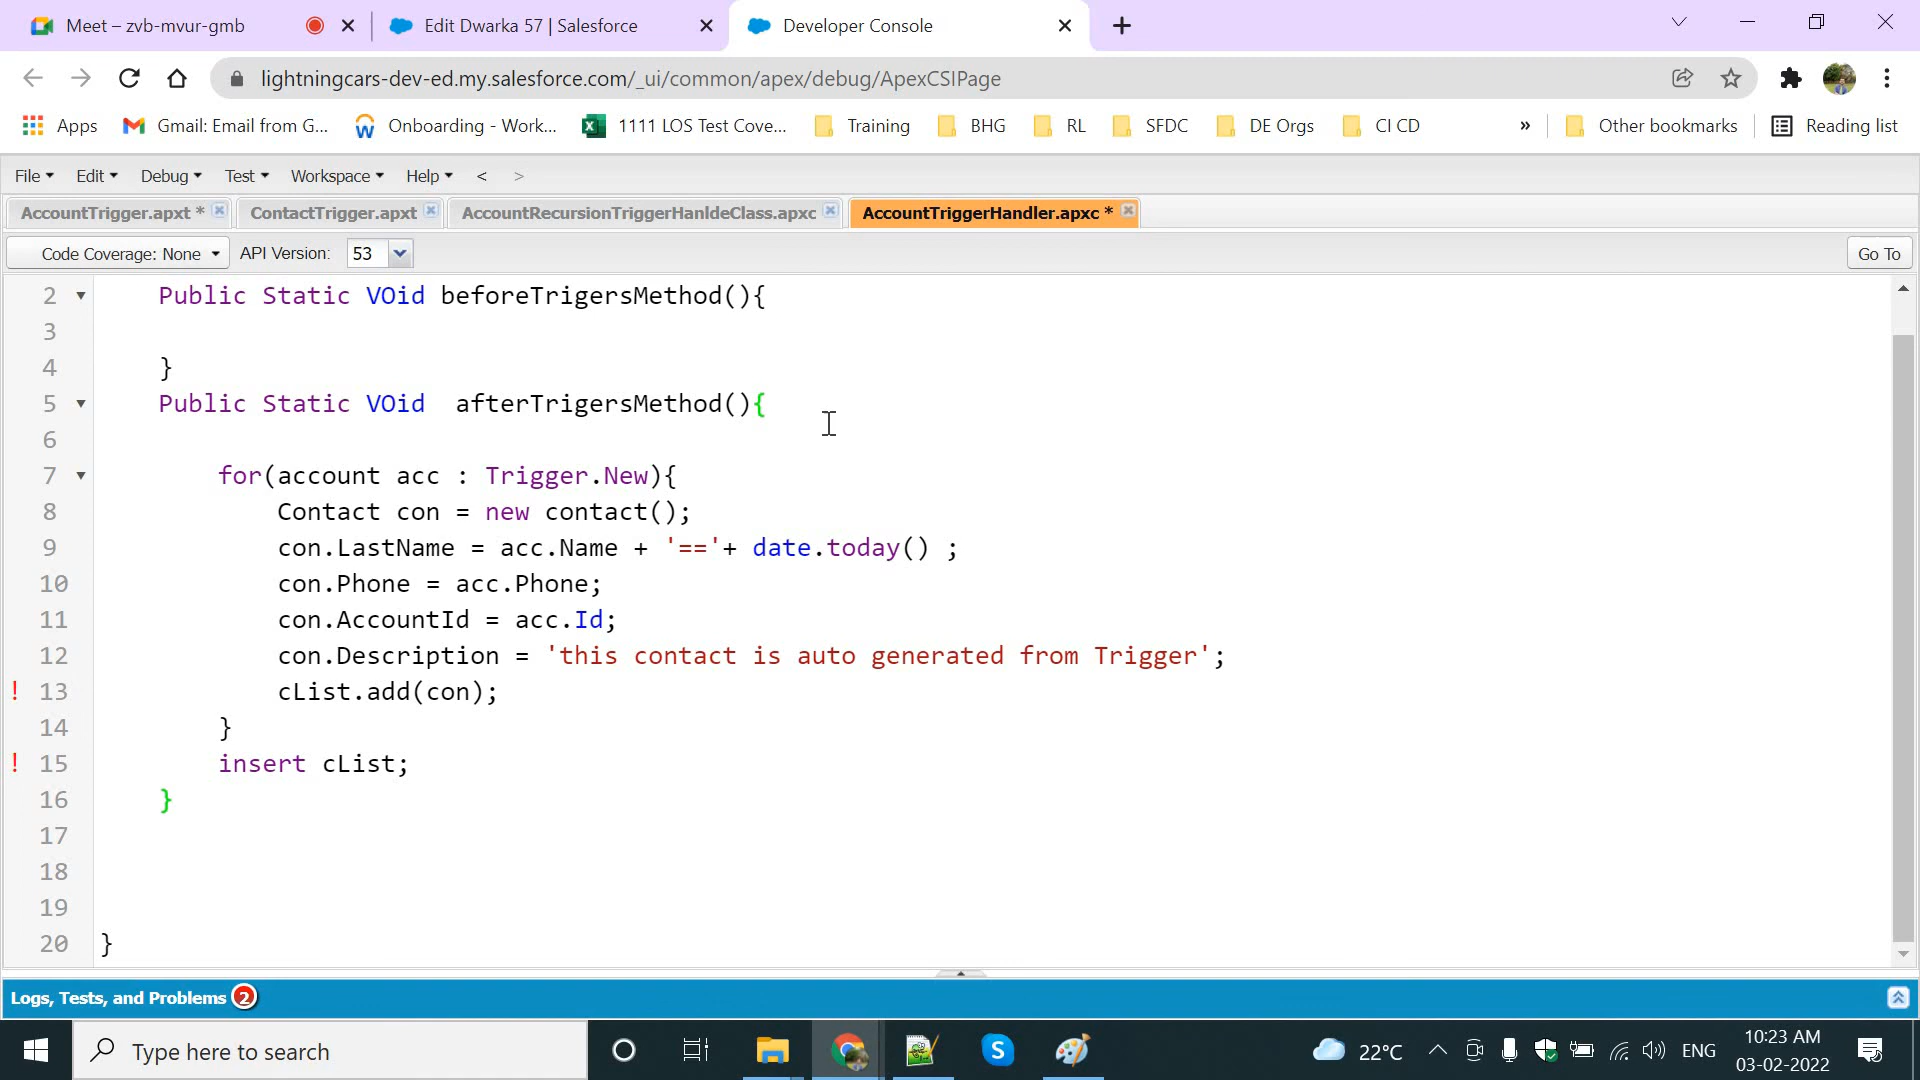 Meet – zvb-mvur-gmb
Edit Dwarka 57 | Salesforce
Developer Console
lightningcars-dev-ed.my.salesforce.com/_ui/common/apex/debug/ApexCSIPage
Apps
Gmail: Email from G...
Onboarding - Work...
1111 LOS Test Cove...
Training
BHG
RL
SFDC
DE Orgs
CI CD
»
Other bookmarks
Reading list
File
Edit
Debug
Test
Workspace
Help
<
>
AccountTrigger.apxt *
ContactTrigger.apxt
AccountRecursionTriggerHanldeClass.apxc
AccountTriggerHandler.apxc *
Code Coverage: None
API Version:
53
Go To
2 Public Static VOid beforeTrigersMethod(){
3
4 }
5 Public Static VOid  afterTrigersMethod(){
6
7 for(account acc : Trigger.New){
8 Contact con = new contact();
9 con.LastName = acc.Name + '=='+ date.today() ;
10 con.Phone = acc.Phone;
11 con.AccountId = acc.Id;
12 con.Description = 'this contact is auto generated from Trigger';
! 13 cList.add(con);
14 }
! 15 insert cList;
16 }
17
18
19
20 }
Logs, Tests, and Problems 2
Type here to search
22°C
ENG
10:23 AM
03-02-2022